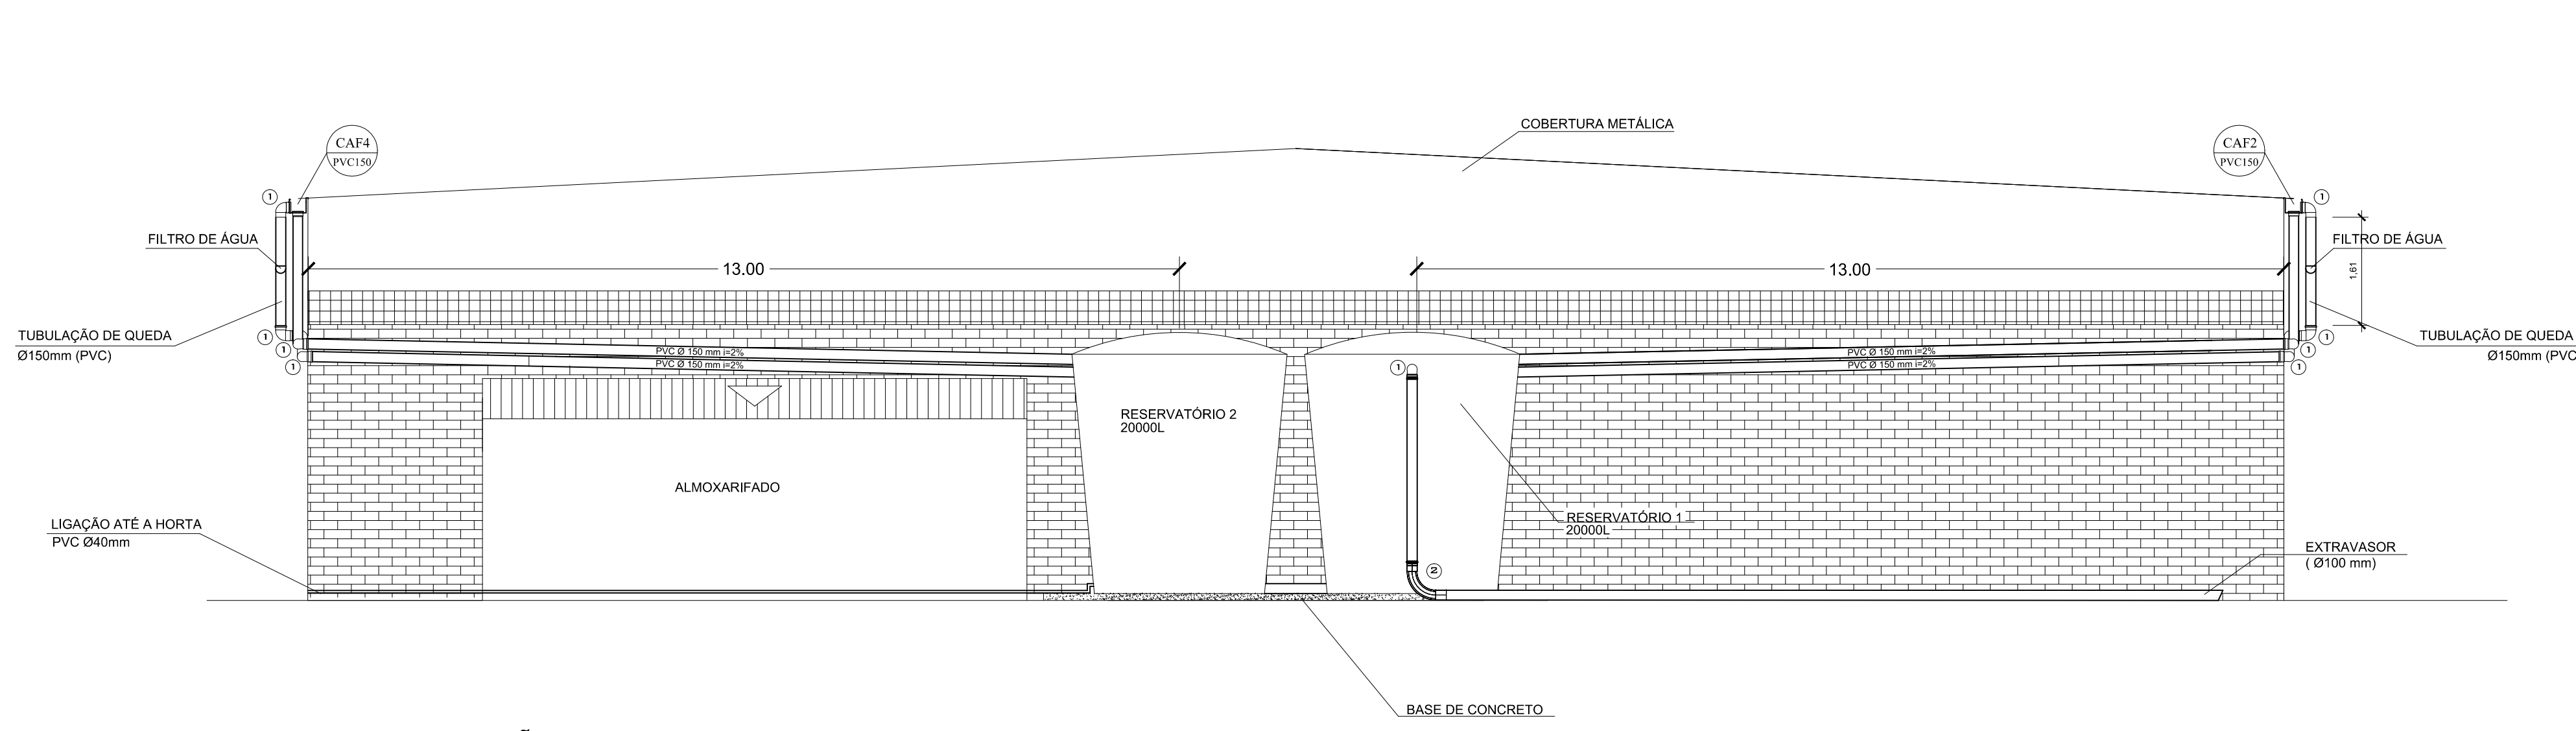 COBERTURA METÁLICA
CAF4
PVC150
CAF2
PVC150
1
1
FILTRO DE ÁGUA
FILTRO DE ÁGUA
13.00
13.00
1,61
TUBULAÇÃO DE QUEDA
Ø150mm (PVC)
1
1
1
PVC Ø 150 mm i=2%
PVC Ø 150 mm i=2%
PVC Ø 150 mm i=2%
PVC Ø 150 mm i=2%
1
1
1
TUBULAÇÃO DE QUEDA
Ø150mm (PVC
1
RESERVATÓRIO 2
20000L
ALMOXARIFADO
RESERVATÓRIO 1
20000L
LIGAÇÃO ATÉ A HORTA
PVC Ø40mm
2
EXTRAVASOR
( Ø100 mm)
BASE DE CONCRETO